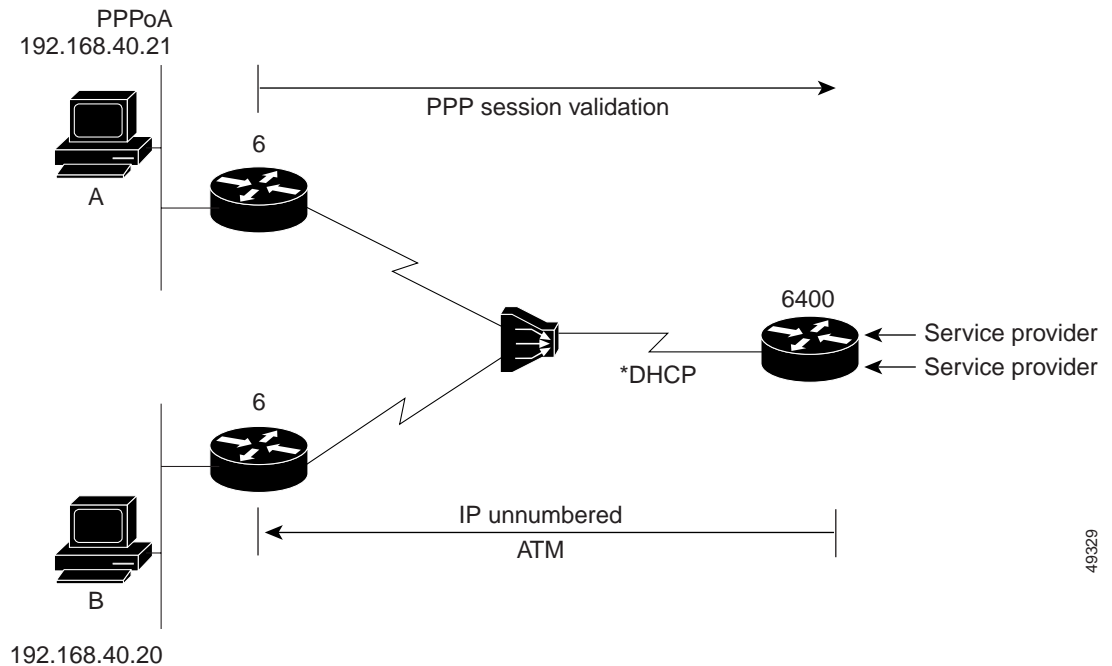 PPPoA
192.168.40.21
PPP session validation
6
A
6400
Service provider
Service provider
*DHCP
6
IP unnumbered
ATM
B
192.168.40.20
49329